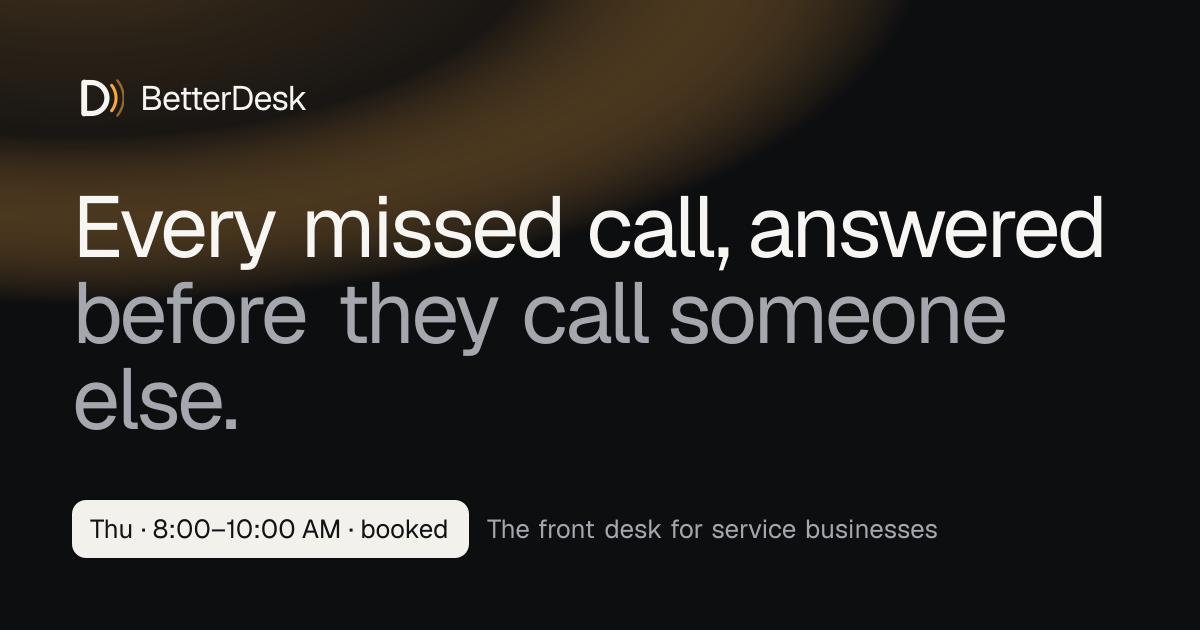 BetterDesk
Every missed call, answered
before they call someone
else.
Thu · 8:00–10:00 AM · booked
The front desk for service businesses